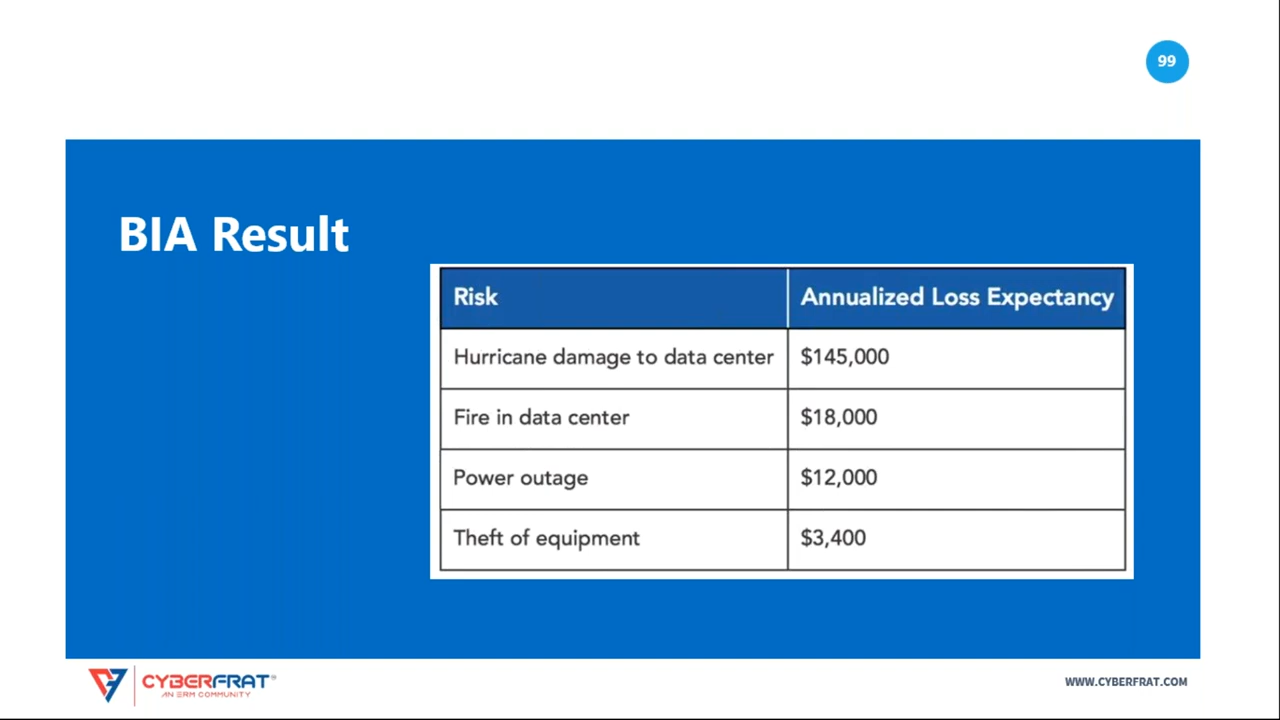 99
BIA Result
Risk Annualized Loss Expectancy
Hurricane damage to data center $145,000
Fire in data center $18,000
Power outage $12,000
Theft of equipment $3,400
CYBERFRAT®
AN ERM COMMUNITY
WWW.CYBERFRAT.COM